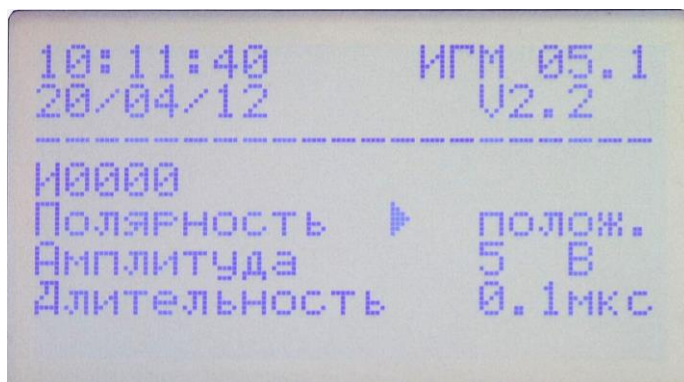 10:11:40 ИГМ 05.1
20/04/12 V2.2
---------------------
И0000
Полярность ▶ полож.
Амплитуда 5 В
Длительность 0.1мкс